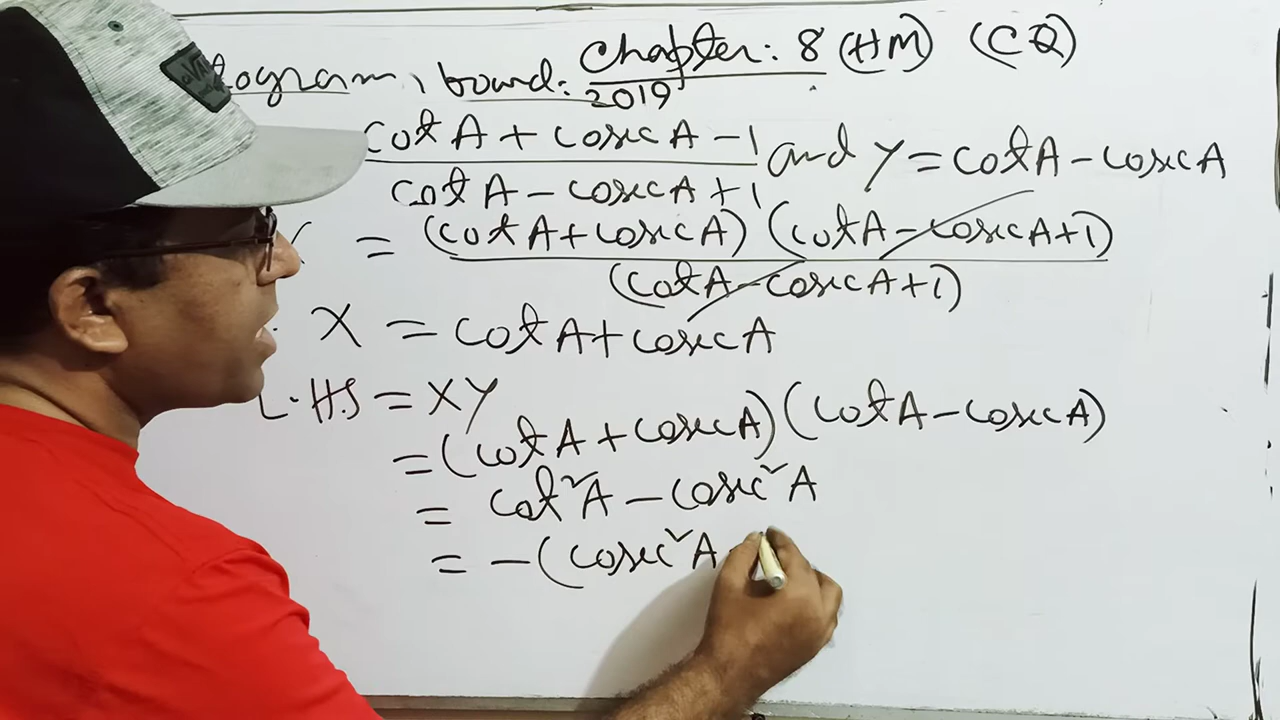 Chapter: 8 (HM) (CQ)
togram, board: 2019
cotA + cosecA - 1 and Y = cotA - cosecA
cotA - cosecA + 1
= (cotA + cosecA) (cotA - cosecA + 1)
(cotA - cosecA + 1)
X = cotA + cosecA
L.H.S = XY
= (cotA + cosecA) (cotA - cosecA)
= cot²A - cosec²A
= - (cosec²A